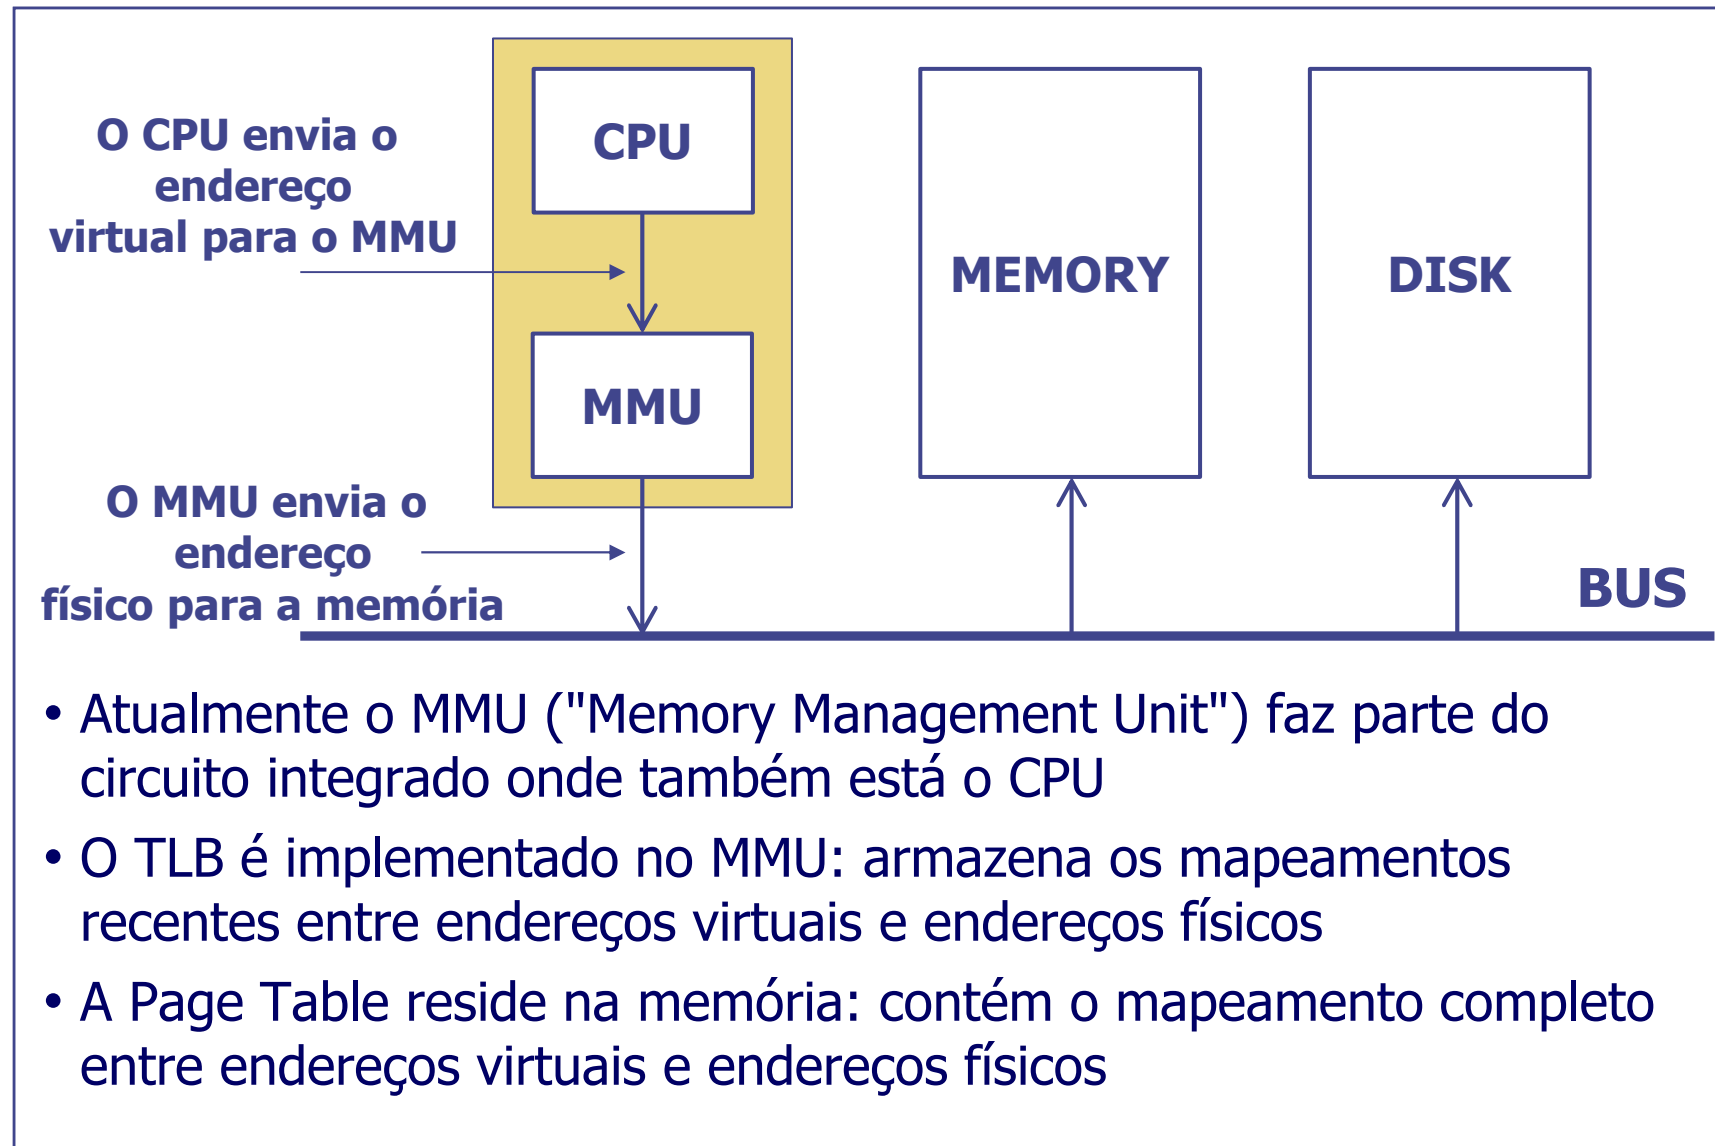 O CPU envia o
endereço
virtual para o MMU
CPU
MMU
MEMORY
DISK
O MMU envia o
endereço
físico para a memória
BUS
• Atualmente o MMU ("Memory Management Unit") faz parte do
circuito integrado onde também está o CPU
• O TLB é implementado no MMU: armazena os mapeamentos
recentes entre endereços virtuais e endereços físicos
• A Page Table reside na memória: contém o mapeamento completo
entre endereços virtuais e endereços físicos